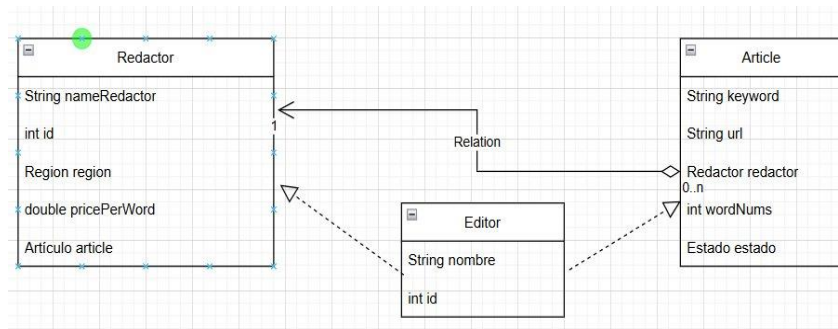 Redactor
String nameRedactor
int id
Region region
double pricePerWord
Artículo article
1
Relation
Article
String keyword
String url
Redactor redactor
0..n
int wordNums
Estado estado
Editor
String nombre
int id